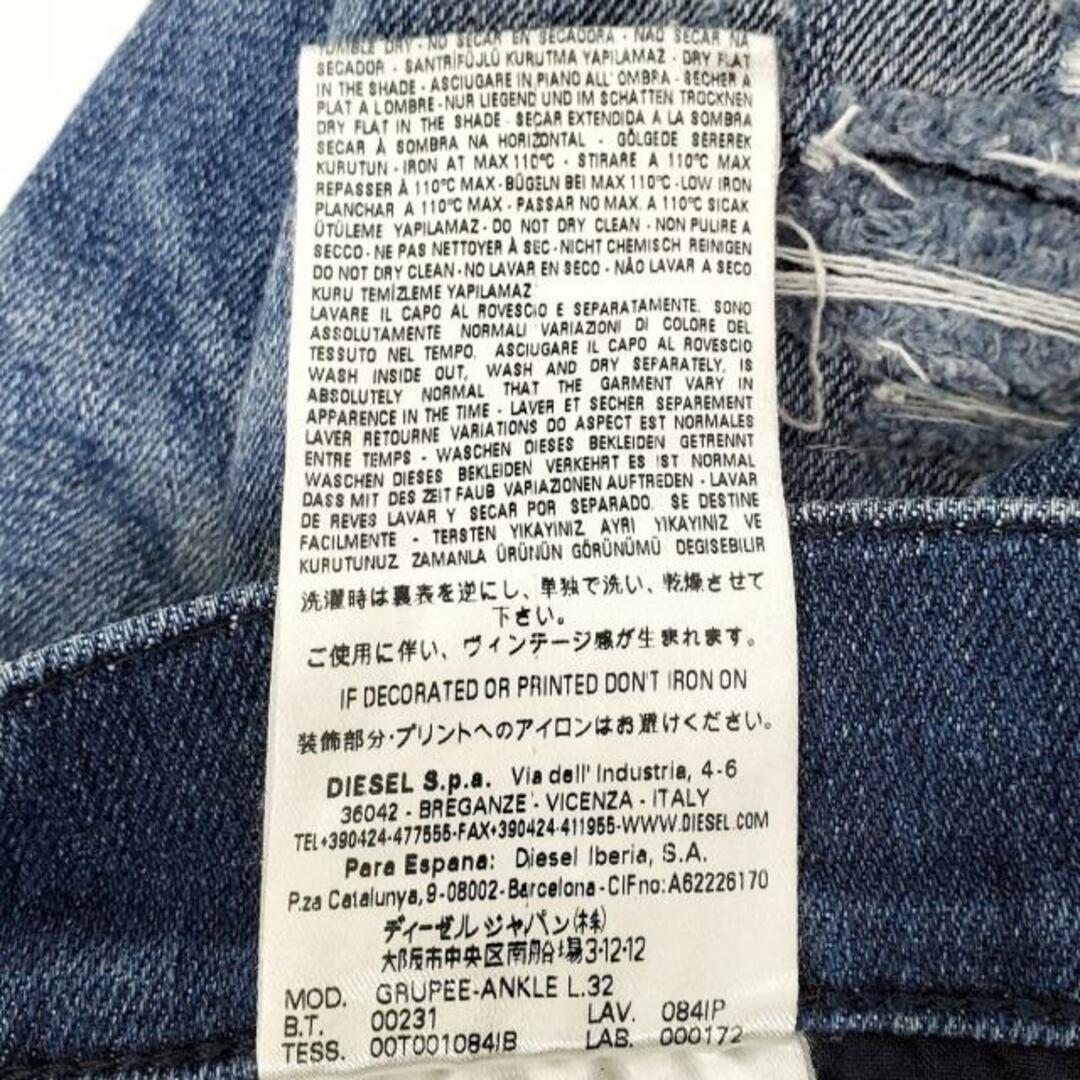 TUMBLE DRY - NO SECAR EN SECADORA - NAO SECAR NA
SECADOR - SANTRİFÜJLÜ KURUTMA YAPILAMAZ - DRY FLAT
IN THE SHADE - ASCIUGARE IN PIANO ALL' OMBRA - SECHER A
PLAT A L OMBRE - NUR LIEGEND UND IM SCHATTEN TROCKNEN
DRY FLAT IN THE SHADE - SECAR EXTENDIDA A LA SOMBRA
SECAR À SOMBRA NA HORIZONTAL - GÖLGEDE SEREREK
KURUTUN - IRON AT MAX 110°C - STIRARE A 110°C MAX
REPASSER À 110°C MAX - BÜGELN BEI MAX 110°C - LOW IRON
PLANCHAR A 110°C MAX - PASSAR NO MAX. A 110°C SICAK
ÜTÜLEME YAPILAMAZ - DO NOT DRY CLEAN - NON PULIRE A
SECCO - NE PAS NETTOYER À SEC - NICHT CHEMISCH REINIGEN
DO NOT DRY CLEAN - NO LAVAR EN SECO - NÃO LAVAR A SECO
KURU TEMİZLEME YAPILAMAZ
LAVARE IL CAPO AL ROVESCIO E SEPARATAMENTE. SONO
ASSOLUTAMENTE NORMALI VARIAZIONI DI COLORE DEL
TESSUTO NEL TEMPO. ASCIUGARE IL CAPO AL ROVESCIO
WASH INSIDE OUT, WASH AND DRY SEPARATELY, IS
ABSOLUTELY NORMAL THAT THE GARMENT VARY IN
APPARENCE IN THE TIME - LAVER ET SECHER SEPAREMENT
LAVER RETOURNE VARIATIONS DO ASPECT EST NORMALES
ENTRE TEMPS - WASCHEN DIESES BEKLEIDEN GETRENNT
WASCHEN DIESES BEKLEIDEN VERKEHRT ES IST NORMAL
DASS MIT DES ZEIT FAUB VARIAZIONEN AUFTREDEN - LAVAR
DE REVES LAVAR Y SECAR POR SEPARADO. SE DESTINE
FACILMENTE - TERSTEN YIKAYINIZ AYRI YIKAYINIZ VE
KURUTUNUZ ZAMANLA ÜRÜNÜN GÖRÜNÜMÜ DEGISEBILIR
洗濯時は裏表を逆にし、単独で洗い、乾燥させて
下さい。
ご使用に伴い、ヴィンテージ感が生まれます。
IF DECORATED OR PRINTED DON'T IRON ON
装飾部分・プリントへのアイロンはお避けください。
DIESEL S.p.a. Via dell' Industria, 4-6
36042 - BREGANZE - VICENZA - ITALY
TEL+390424-477555-FAX+390424-411955-WWW.DIESEL.COM
Para Espana: Diesel Iberia, S.A.
P.za Catalunya, 9-08002-Barcelona-CIFno: A62226170
ディーゼル ジャパン(株)
大阪市中央区南船場3-12-12
MOD. GRUPEE-ANKLE L.32
B.T. 00231 LAV. 084IP
TESS. 00T001084IB LAB. 000172